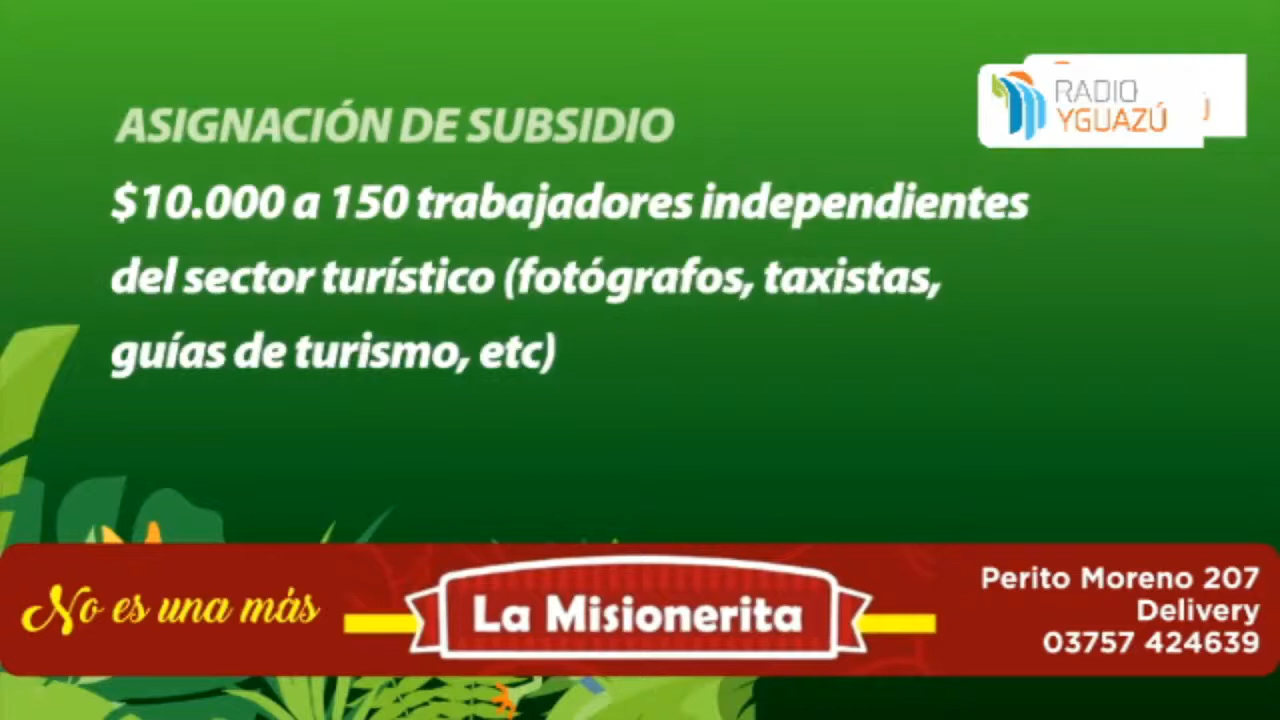 ASIGNACIÓN DE SUBSIDIO
RADIO
YGUAZÚ
$10.000 a 150 trabajadores independientes
del sector turístico (fotógrafos, taxistas,
guías de turismo, etc)
No es una más
La Misionerita
Perito Moreno 207
Delivery
03757 424639